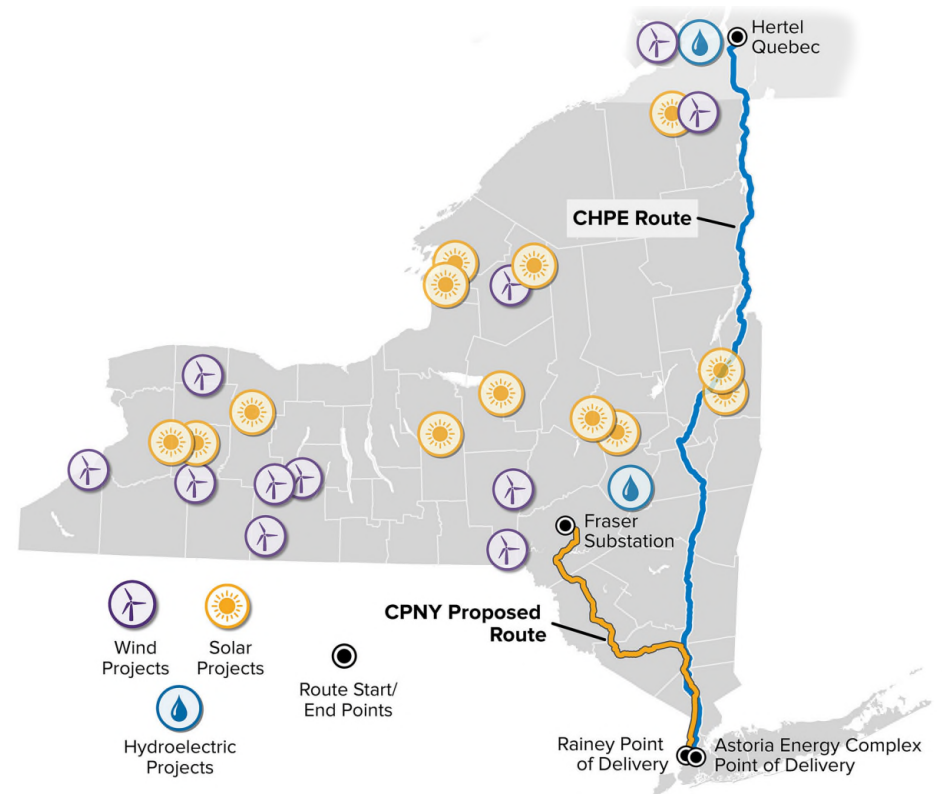 Hertel
Quebec
CHPE Route
Fraser
Substation
CPNY Proposed
Route
Wind
Projects
Solar
Projects
Route Start/
End Points
Hydroelectric
Projects
Rainey Point
of Delivery
Astoria Energy Complex
Point of Delivery